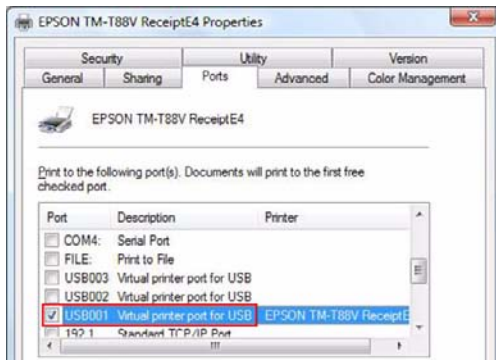 EPSON TM-T88V ReceiptE4 Properties
Security Utility Version
General Sharing Ports Advanced Color Management
EPSON TM-T88V ReceiptE4
Print to the following port(s). Documents will print to the first free
checked port.
Port Description Printer
COM4: Serial Port
FILE: Print to File
USB003 Virtual printer port for USB
USB002 Virtual printer port for USB
USB001 Virtual printer port for USB EPSON TM-T88V ReceiptE
192.1 Standard TCP/IP Port